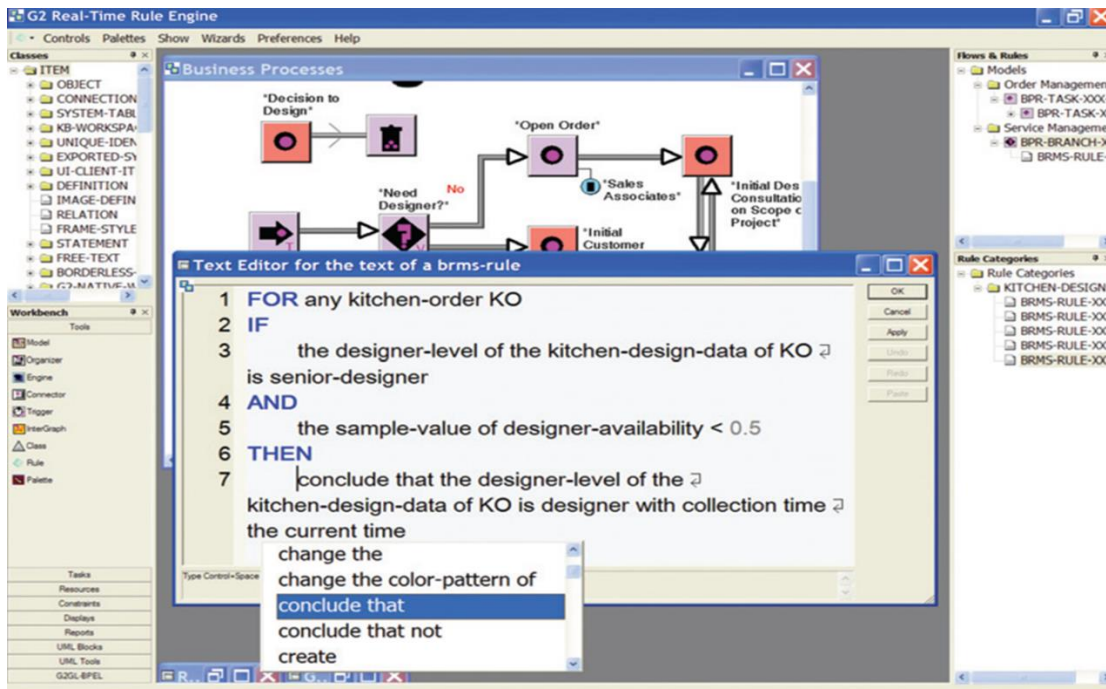 G2 Real-Time Rule Engine
Controls Palettes Show Wizards Preferences Help
Classes
ITEM
OBJECT
CONNECTION
SYSTEM-TABL
KB-WORKSPA
UNIQUE-IDEN
EXPORTED-SY
UI-CLIENT-IT
DEFINITION
IMAGE-DEFIN
RELATION
FRAME-STYLE
STATEMENT
FREE-TEXT
BORDERLESS-
G2-NATIVE-W
Workbench
Tools
Model
Organizer
Engine
Connector
Trigger
InterGraph
Class
Rule
Palette
Tasks
Resources
Constraints
Displays
Reports
UML Blocks
UML Tools
G2GL-BPEL
Business Processes
"Decision to
Design"
"Open Order"
"Need
Designer?"
No
"Sales
Associates"
"Initial Des
Consultatio
on Scope o
Project"
"Initial
Customer
Text Editor for the text of a brms-rule
1 FOR any kitchen-order KO
2 IF
3 the designer-level of the kitchen-design-data of KO
is senior-designer
4 AND
5 the sample-value of designer-availability < 0.5
6 THEN
7 conclude that the designer-level of the
kitchen-design-data of KO is designer with collection time
the current time
OK
Cancel
Apply
Undo
Redo
Type Control+Space
change the
change the color-pattern of
conclude that
conclude that not
create
R..
G..
Flows & Rules
Models
Order Managemen
BPR-TASK-XXX
BPR-TASK-X
Service Manageme
BPR-BRANCH-X
BRMS-RULE-
Rule Categories
Rule Categories
KITCHEN-DESIGN
BRMS-RULE-XX
BRMS-RULE-XX
BRMS-RULE-XX
BRMS-RULE-XX
BRMS-RULE-XX